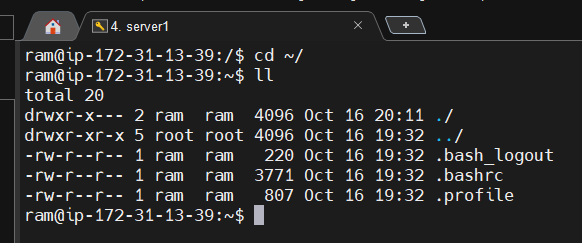 4. server1
ram@ip-172-31-13-39:/$ cd ~/
ram@ip-172-31-13-39:~$ ll
total 20
drwxr-x--- 2 ram  ram  4096 Oct 16 20:11 ./
drwxr-xr-x 5 root root 4096 Oct 16 19:32 ../
-rw-r--r-- 1 ram  ram   220 Oct 16 19:32 .bash_logout
-rw-r--r-- 1 ram  ram  3771 Oct 16 19:32 .bashrc
-rw-r--r-- 1 ram  ram   807 Oct 16 19:32 .profile
ram@ip-172-31-13-39:~$